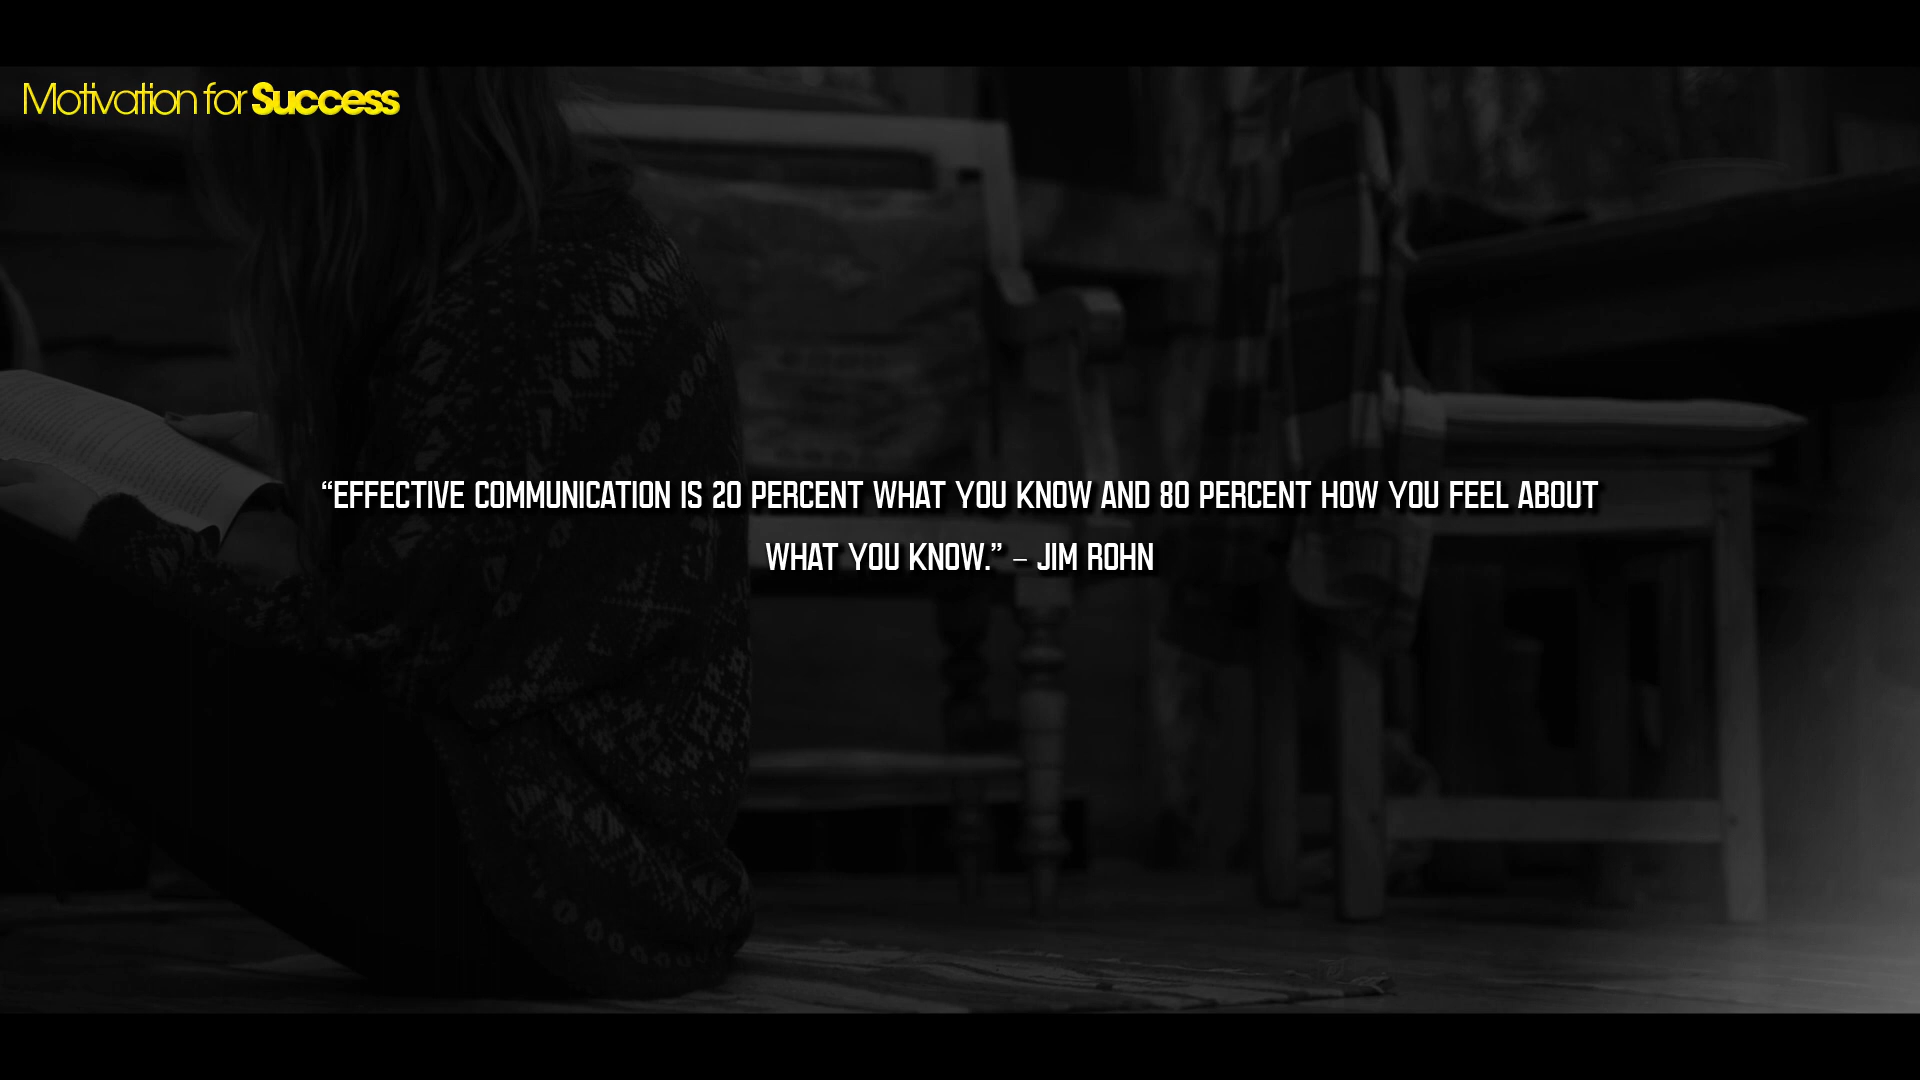 Motivation for Success
“EFFECTIVE COMMUNICATION IS 20 PERCENT WHAT YOU KNOW AND 80 PERCENT HOW YOU FEEL ABOUT
WHAT YOU KNOW.” – JIM ROHN